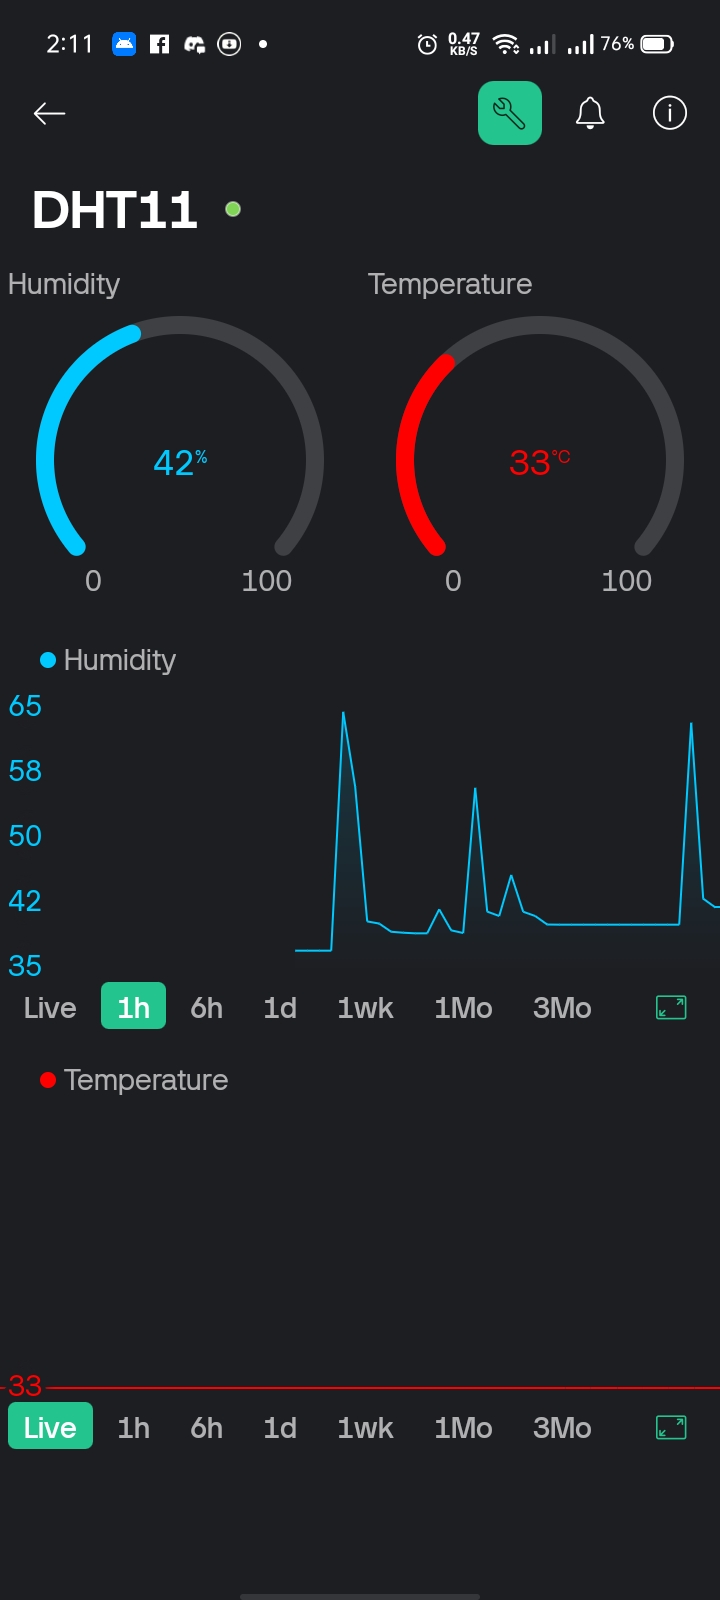 2:11 0.47 KB/S 76%
DHT11
Humidity Temperature
42% 33°C
0 100 0 100
Humidity
65
58
50
42
35
Live 1h 6h 1d 1wk 1Mo 3Mo
Temperature
33
Live 1h 6h 1d 1wk 1Mo 3Mo